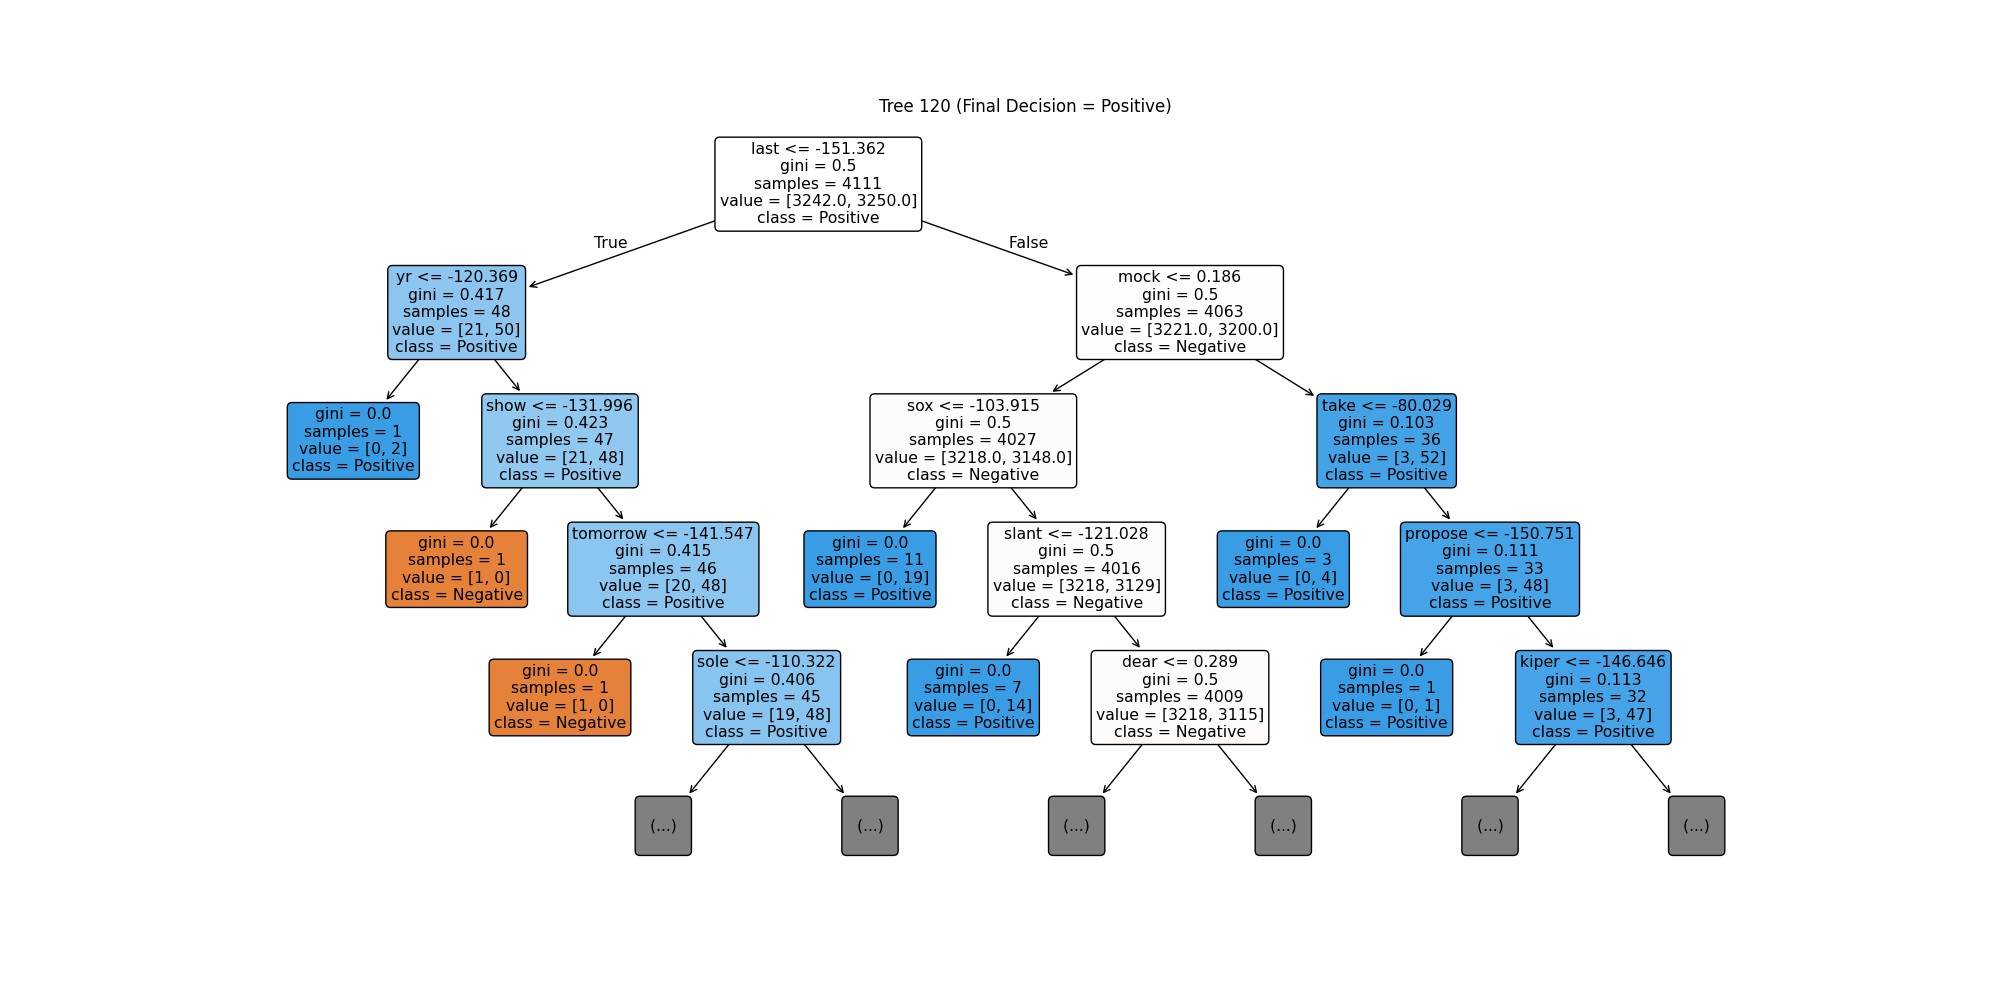 Tree 120 (Final Decision = Positive)
last <= -151.362
gini = 0.5
samples = 4111
value = [3242.0, 3250.0]
class = Positive
True
False
yr <= -120.369
gini = 0.417
samples = 48
value = [21, 50]
class = Positive
mock <= 0.186
gini = 0.5
samples = 4063
value = [3221.0, 3200.0]
class = Negative
gini = 0.0
samples = 1
value = [0, 2]
class = Positive
show <= -131.996
gini = 0.423
samples = 47
value = [21, 48]
class = Positive
sox <= -103.915
gini = 0.5
samples = 4027
value = [3218.0, 3148.0]
class = Negative
take <= -80.029
gini = 0.103
samples = 36
value = [3, 52]
class = Positive
gini = 0.0
samples = 1
value = [1, 0]
class = Negative
tomorrow <= -141.547
gini = 0.415
samples = 46
value = [20, 48]
class = Positive
gini = 0.0
samples = 11
value = [0, 19]
class = Positive
slant <= -121.028
gini = 0.5
samples = 4016
value = [3218, 3129]
class = Negative
gini = 0.0
samples = 3
value = [0, 4]
class = Positive
propose <= -150.751
gini = 0.111
samples = 33
value = [3, 48]
class = Positive
gini = 0.0
samples = 1
value = [1, 0]
class = Negative
sole <= -110.322
gini = 0.406
samples = 45
value = [19, 48]
class = Positive
gini = 0.0
samples = 7
value = [0, 14]
class = Positive
dear <= 0.289
gini = 0.5
samples = 4009
value = [3218, 3115]
class = Negative
gini = 0.0
samples = 1
value = [0, 1]
class = Positive
kiper <= -146.646
gini = 0.113
samples = 32
value = [3, 47]
class = Positive
(...)
(...)
(...)
(...)
(...)
(...)